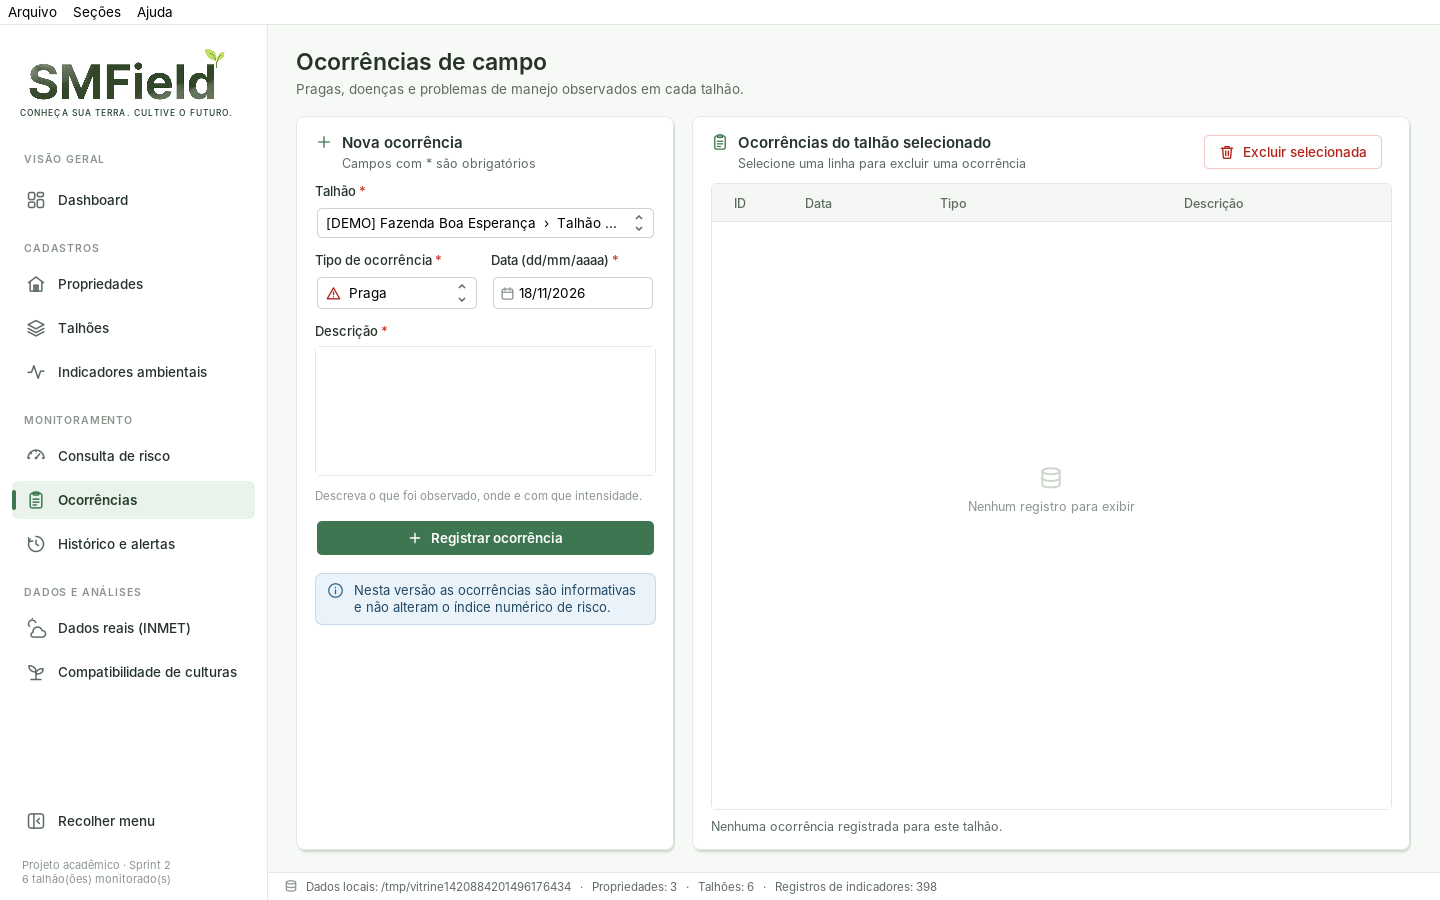 Arquivo Seções Ajuda
SMField
CONHEÇA SUA TERRA. CULTIVE O FUTURO.
VISÃO GERAL
Dashboard
CADASTROS
Propriedades
Talhões
Indicadores ambientais
MONITORAMENTO
Consulta de risco
Ocorrências
Histórico e alertas
DADOS E ANÁLISES
Dados reais (INMET)
Compatibilidade de culturas
Recolher menu
Projeto acadêmico · Sprint 2
6 talhão(ões) monitorado(s)
Ocorrências de campo
Pragas, doenças e problemas de manejo observados em cada talhão.
Nova ocorrência
Campos com * são obrigatórios
Talhão *
[DEMO] Fazenda Boa Esperança › Talhão ...
Tipo de ocorrência * Data (dd/mm/aaaa) *
Praga 18/11/2026
Descrição *
Descreva o que foi observado, onde e com que intensidade.
Registrar ocorrência
Nesta versão as ocorrências são informativas
e não alteram o índice numérico de risco.
Ocorrências do talhão selecionado
Selecione uma linha para excluir uma ocorrência
Excluir selecionada
ID Data Tipo Descrição
Nenhum registro para exibir
Nenhuma ocorrência registrada para este talhão.
Dados locais: /tmp/vitrine1420884201496176434 · Propriedades: 3 · Talhões: 6 · Registros de indicadores: 398